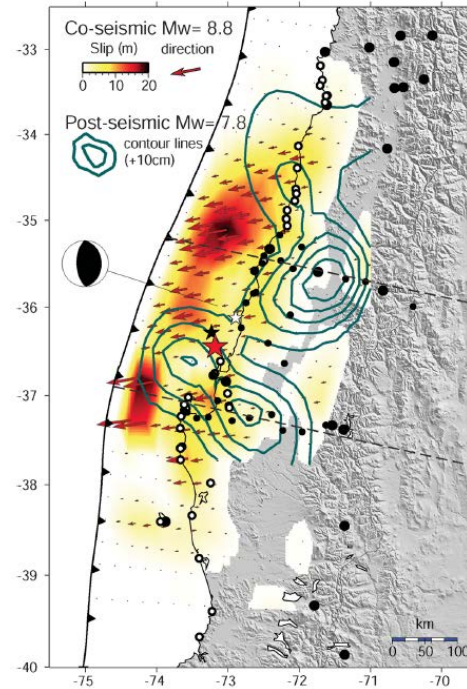 Co-seismic Mw= 8.8
Slip (m) direction
0 10 20
Post-seismic Mw= 7.8
contour lines
(+10cm)
-33
-34
-35
-36
-37
-38
-39
-40
km
0 50 100
-75 -74 -73 -72 -71 -70